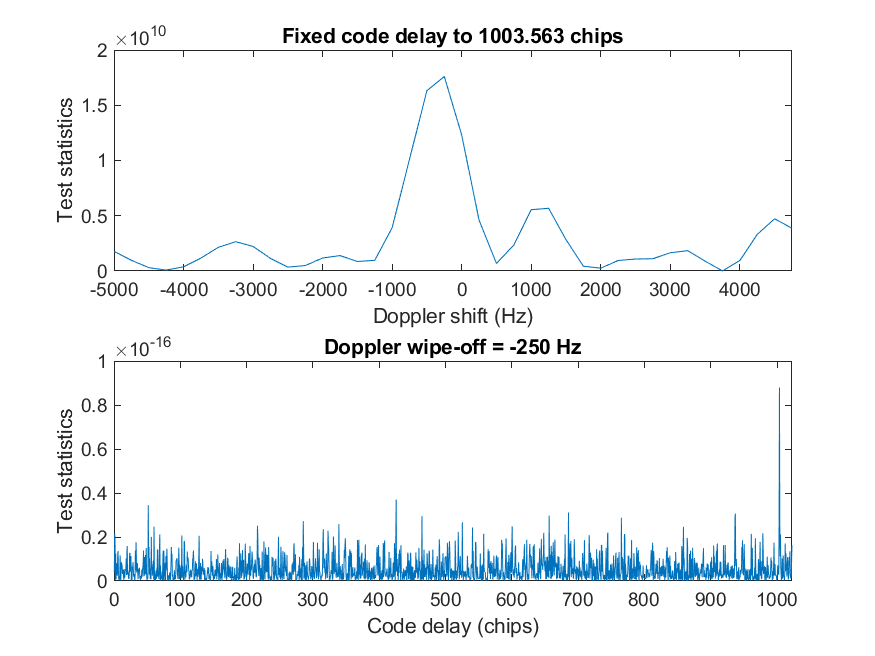 Fixed code delay to 1003.563 chips
×10^10
2
1.5
1
0.5
0
Test statistics
-5000 -4000 -3000 -2000 -1000 0 1000 2000 3000 4000
Doppler shift (Hz)
Doppler wipe-off = -250 Hz
×10^-16
1
0.8
0.6
0.4
0.2
0
Test statistics
0 100 200 300 400 500 600 700 800 900 1000
Code delay (chips)